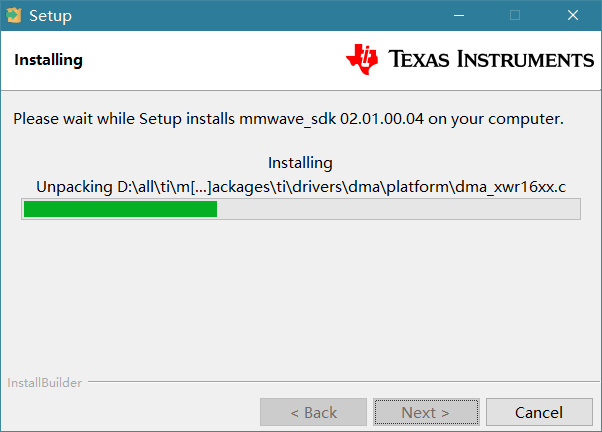 Setup
Installing
TEXAS INSTRUMENTS
Please wait while Setup installs mmwave_sdk 02.01.00.04 on your computer.
Installing
Unpacking D:\all\ti\m[...]ackages\ti\drivers\dma\platform\dma_xwr16xx.c
InstallBuilder
< Back
Next >
Cancel